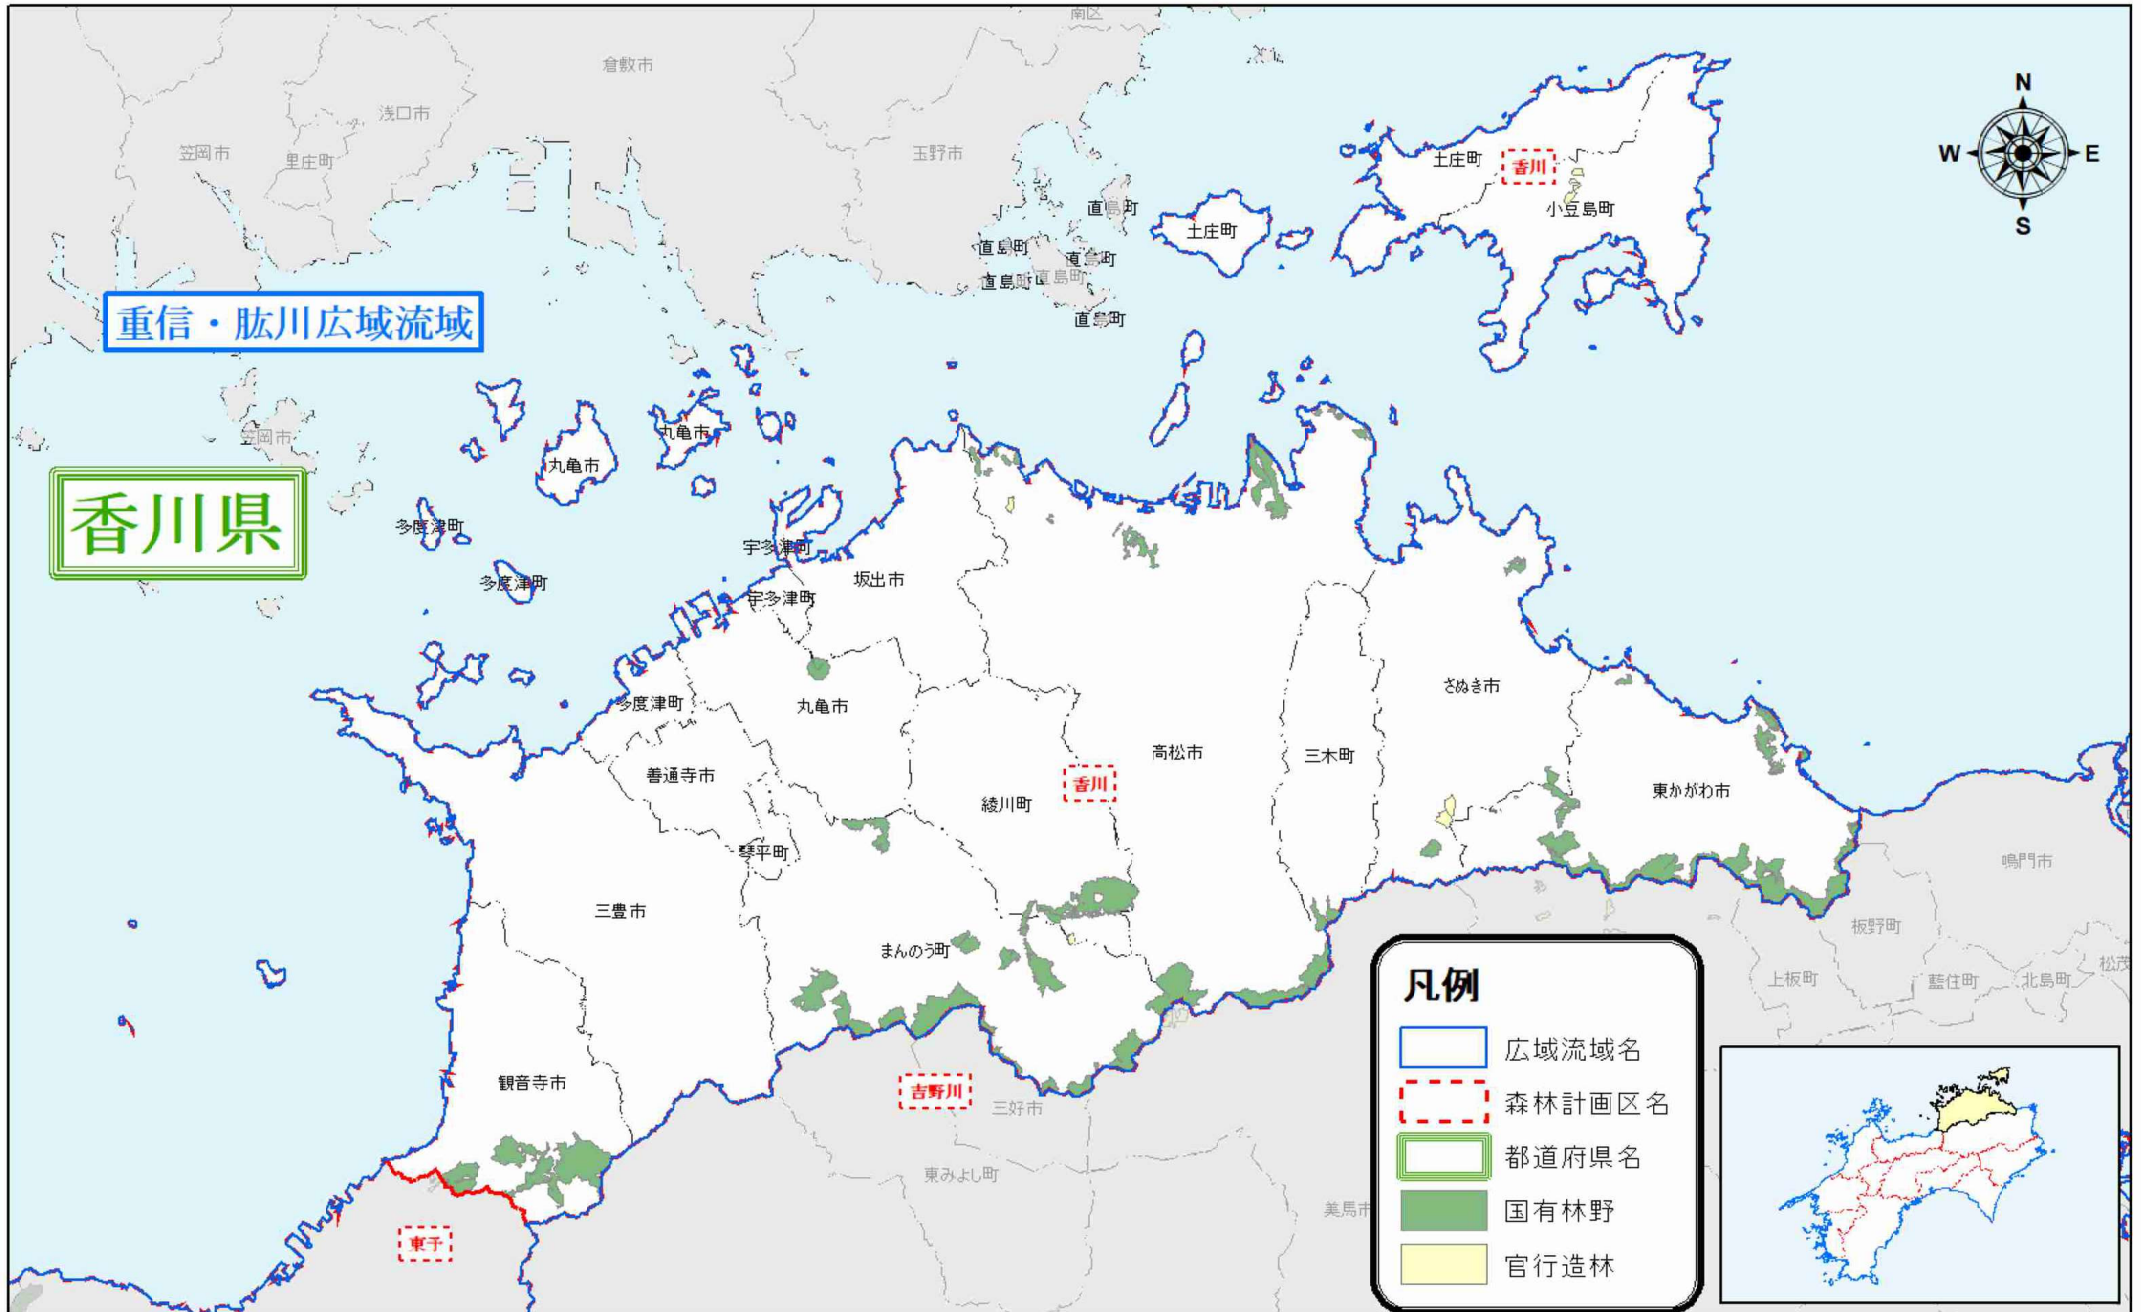 南区
倉敷市
浅口市
笠岡市
里庄町
玉野市
N
W
E
S
土庄町
香川
小豆島町
直島町
土庄町
直島町
直島町
直島町
直島町
直島町
重信・肱川広域流域
笠岡市
丸亀市
丸亀市
香川県
多度津町
宇多津町
多度津町
坂出市
宇多津町
さぬき市
多度津町
丸亀市
高松市
三木町
善通寺市
香川
東かがわ市
綾川町
琴平町
鳴門市
三豊市
板野町
まんのう町
松茂
上板町
藍住町
北島町
観音寺市
吉野川
三好市
東みよし町
美馬市
東予
凡例
広域流域名
森林計画区名
都道府県名
国有林野
官行造林